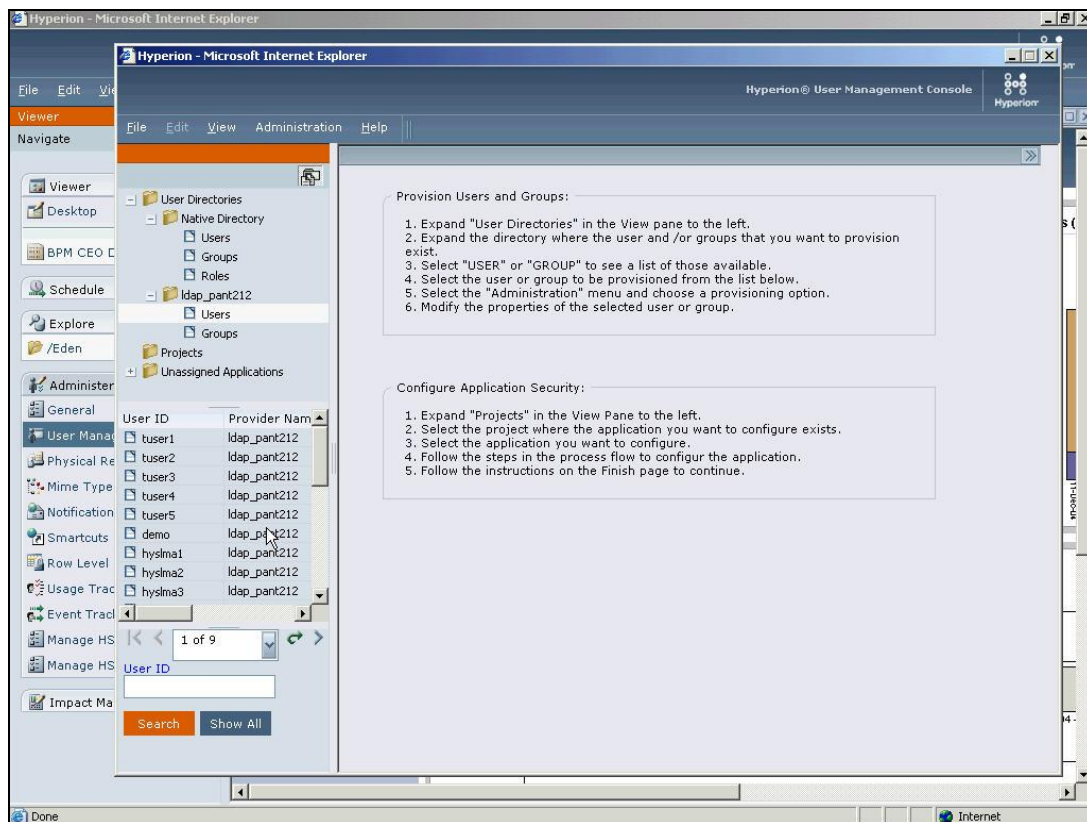 Hyperion - Microsoft Internet Explorer
File Edit
Viewer
Navigate
Viewer
Desktop
BPM CEO
Schedule
Explore
/Eden
Administer
General
User Manag
Physical Re
Mime Type
Notification
Smartcuts
Row Level
Usage Trac
Event Tracl
Manage HS
Manage HS
Impact Ma
Hyperion - Microsoft Internet Explorer
Hyperion® User Management Console
Hyperion
File Edit View Administration Help
User Directories
Native Directory
Users
Groups
Roles
ldap_pant212
Users
Groups
Projects
Unassigned Applications
User ID Provider Nam
tuser1 ldap_pant212
tuser2 ldap_pant212
tuser3 ldap_pant212
tuser4 ldap_pant212
tuser5 ldap_pant212
demo ldap_pant212
hyslma1 ldap_pant212
hyslma2 ldap_pant212
hyslma3 ldap_pant212
1 of 9
User ID
Search Show All
Provision Users and Groups:
1. Expand "User Directories" in the View pane to the left.
2. Expand the directory where the user and /or groups that you want to provision
exist.
3. Select "USER" or "GROUP" to see a list of those available.
4. Select the user or group to be provisioned from the list below.
5. Select the "Administration" menu and choose a provisioning option.
6. Modify the properties of the selected user or group.
Configure Application Security:
1. Expand "Projects" in the View Pane to the left.
2. Select the project where the application you want to configure exists.
3. Select the application you want to configure.
4. Follow the steps in the process flow to configur the application.
5. Follow the instructions on the Finish page to continue.
11-Dec-04
Done
Internet